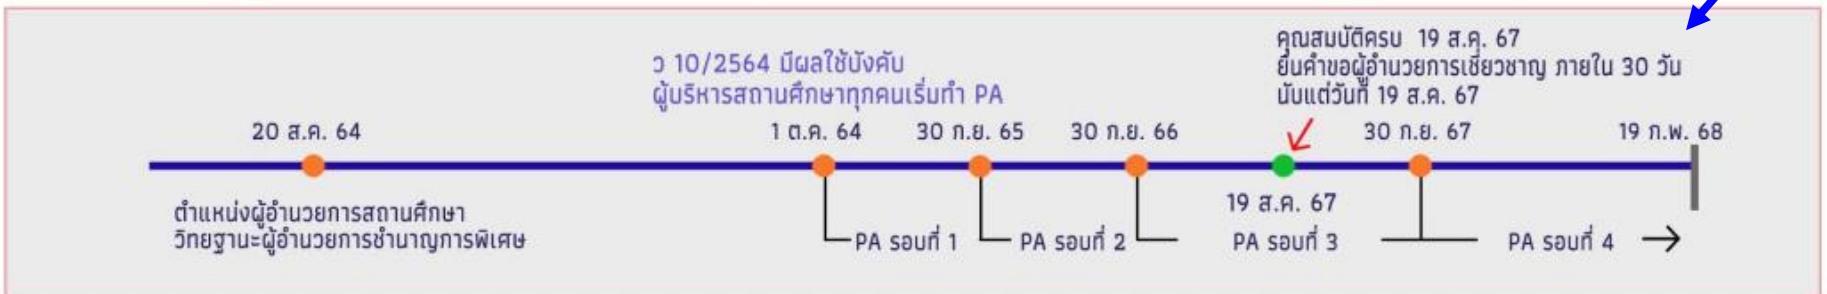 คุณสมบัติครบ 19 ส.ค. 67
ว 10/2564 มีผลใช้บังคับ
ยื่นคำขอผู้อำนวยการเชี่ยวชาญ ภายใน 30 วัน
ผู้บริหารสถานศึกษาทุกคนเริ่มทำ PA
นับแต่วันที่ 19 ส.ค. 67
20 ส.ค. 64 1 ต.ค. 64 30 ก.ย. 65 30 ก.ย. 66 30 ก.ย. 67 19 ก.พ. 68
19 ส.ค. 67
ตำแหน่งผู้อำนวยการสถานศึกษา
วิทยฐานะผู้อำนวยการชำนาญการพิเศษ
PA รอบที่ 1 PA รอบที่ 2 PA รอบที่ 3 PA รอบที่ 4